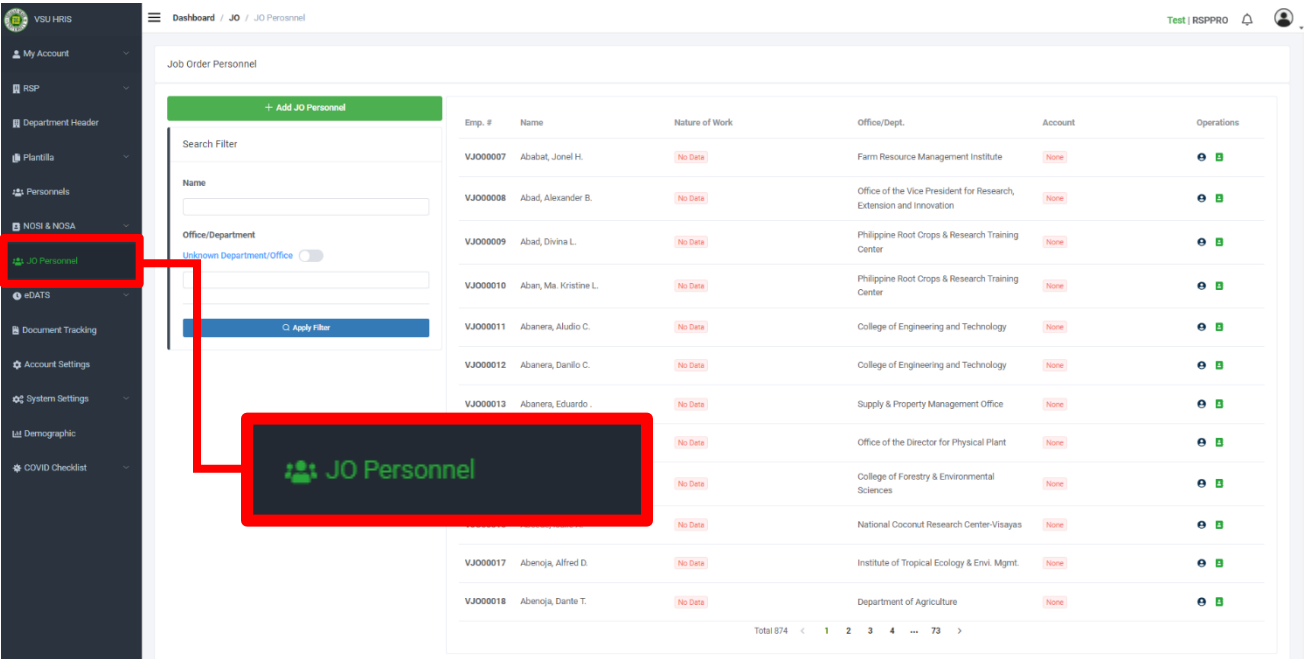 VSU HRIS
Dashboard / JO / JO Perosnnel
Test | RSPPRO
My Account
RSP
Department Header
Plantilla
Personnels
NOSI & NOSA
JO Personnel
eDATS
Document Tracking
Account Settings
System Settings
Demographic
COVID Checklist
Job Order Personnel
+ Add JO Personnel
Search Filter
Name
Office/Department
Unknown Department/Office
Apply Filter
JO Personnel
Emp. # Name Nature of Work Office/Dept. Account Operations
VJO00007 Ababat, Jonel H. No Data Farm Resource Management Institute None
VJO00008 Abad, Alexander B. No Data Office of the Vice President for Research, None
Extension and Innovation
VJO00009 Abad, Divina L. No Data Philippine Root Crops & Research Training None
Center
VJO00010 Aban, Ma. Kristine L. No Data Philippine Root Crops & Research Training None
Center
VJO00011 Abanera, Aludio C. No Data College of Engineering and Technology None
VJO00012 Abanera, Danilo C. No Data College of Engineering and Technology None
VJO00013 Abanera, Eduardo . No Data Supply & Property Management Office None
No Data Office of the Director for Physical Plant None
No Data College of Forestry & Environmental None
Sciences
No Data National Coconut Research Center-Visayas None
VJO00017 Abenoja, Alfred D. No Data Institute of Tropical Ecology & Envi. Mgmt. None
VJO00018 Abenoja, Dante T. No Data Department of Agriculture None
Total 874 < 1 2 3 4 ... 73 >